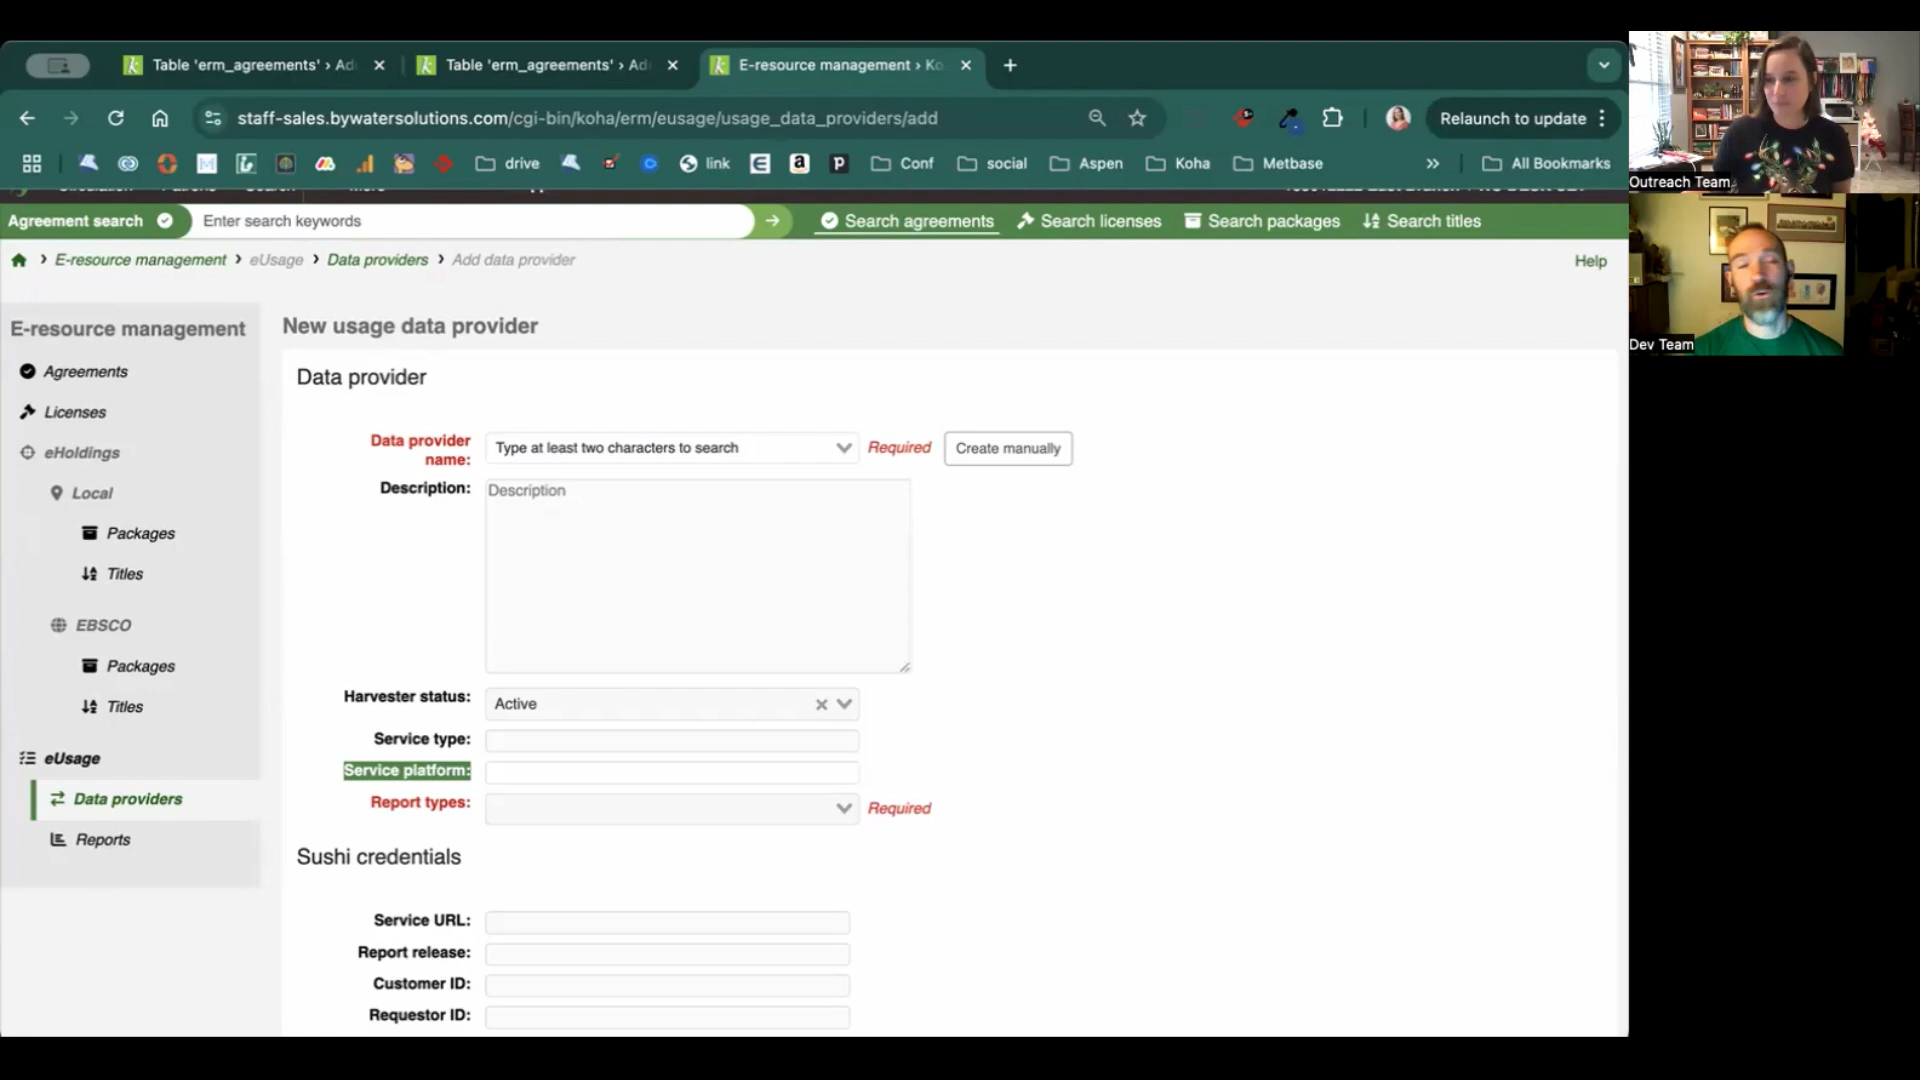 Table 'erm_agreements' › Ad
Table 'erm_agreements' › Ad
E-resource management › Ko
staff-sales.bywatersolutions.com/cgi-bin/koha/erm/eusage/usage_data_providers/add
Relaunch to update
drive
link
Conf
social
Aspen
Koha
Metbase
All Bookmarks
Agreement search
Enter search keywords
Search agreements
Search licenses
Search packages
Search titles
E-resource management › eUsage › Data providers › Add data provider
Help
E-resource management
Agreements
Licenses
eHoldings
Local
Packages
Titles
EBSCO
Packages
Titles
eUsage
Data providers
Reports
New usage data provider
Data provider
Data provider name: Type at least two characters to search Required Create manually
Description: Description
Harvester status: Active
Service type:
Service platform:
Report types: Required
Sushi credentials
Service URL:
Report release:
Customer ID:
Requestor ID:
Outreach Team
Dev Team